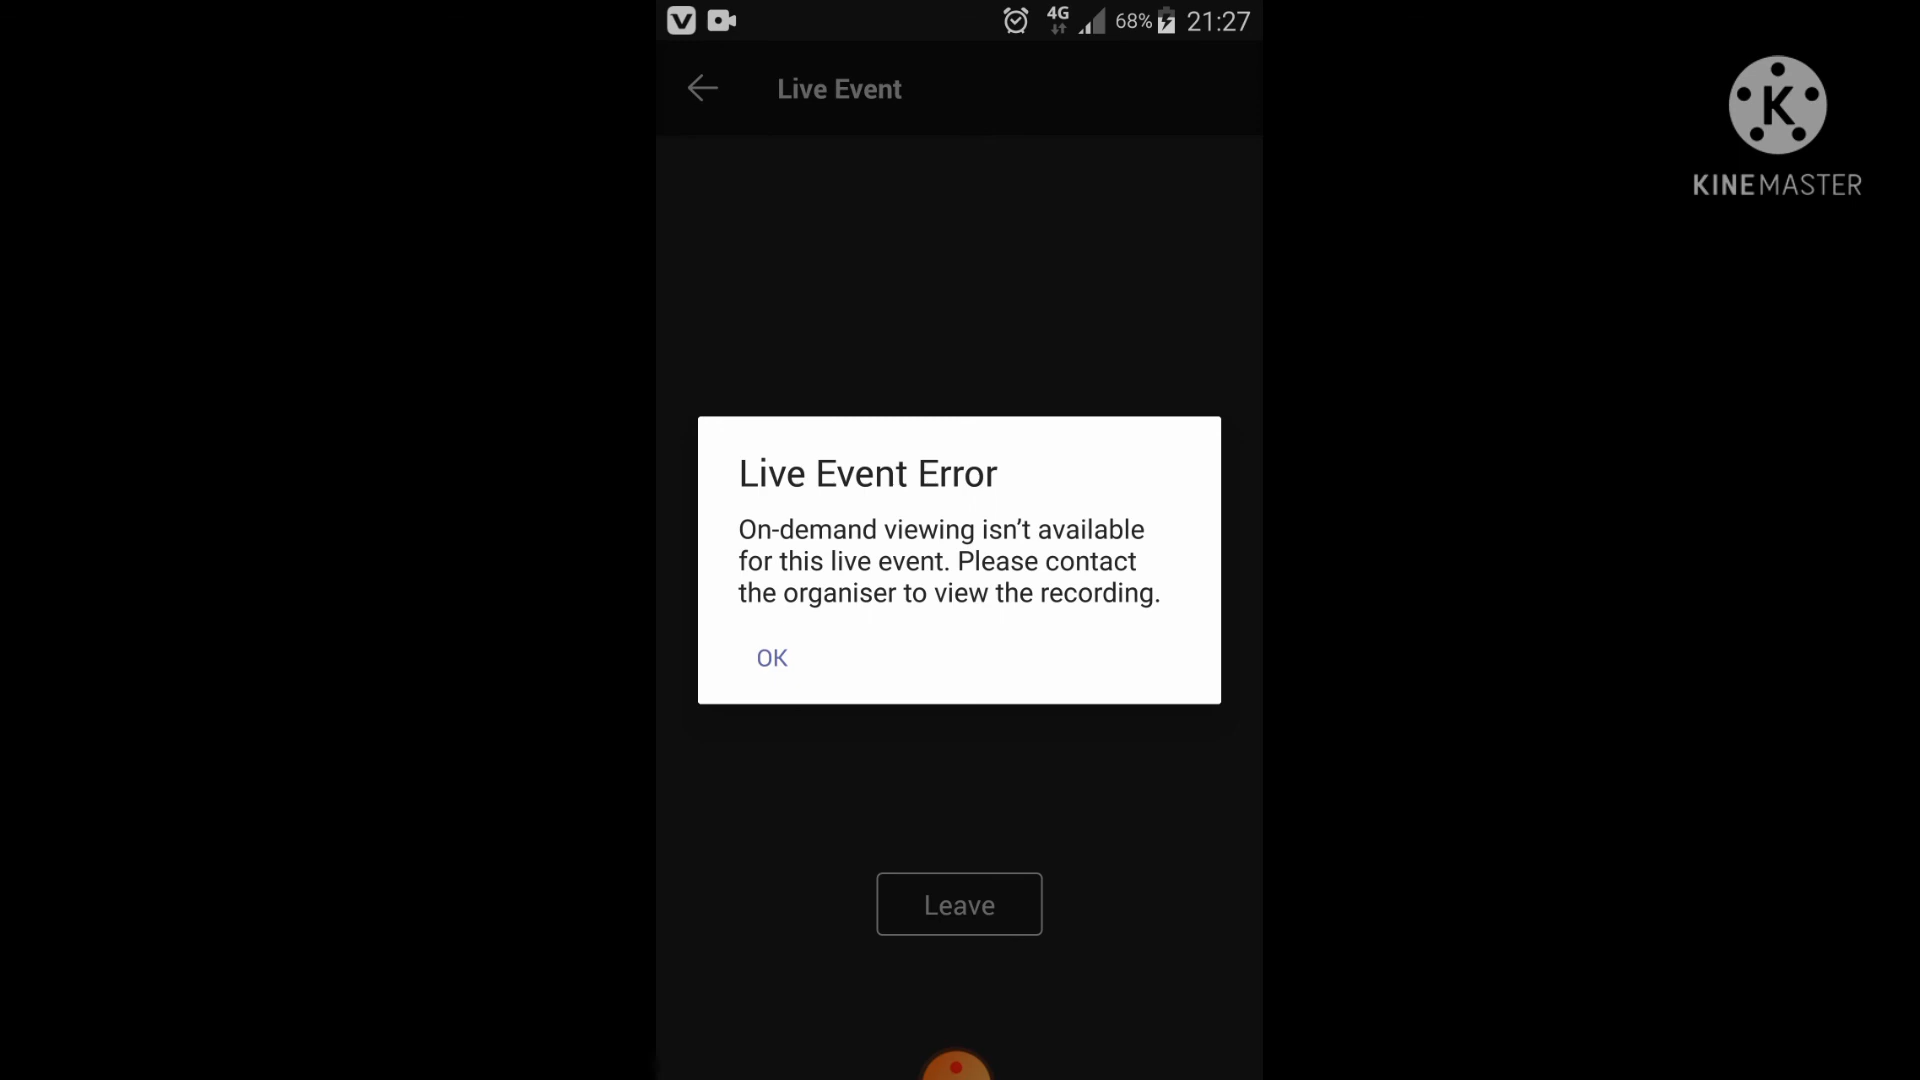 4G 68% 21:27
Live Event
K
KINEMASTER
Live Event Error
On-demand viewing isn’t available
for this live event. Please contact
the organiser to view the recording.
OK
Leave